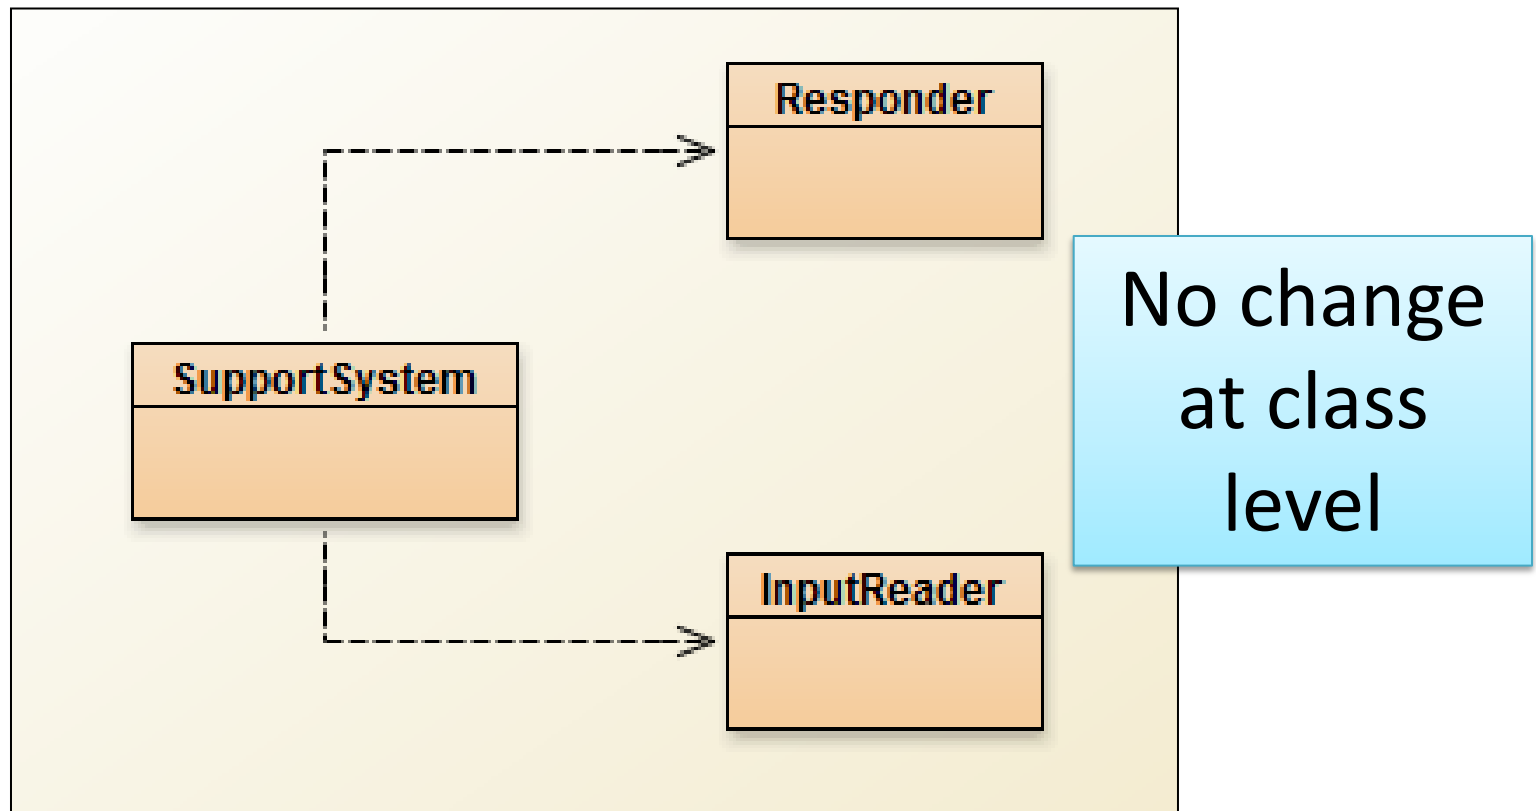 Responder
SupportSystem
InputReader
No change
at class
level